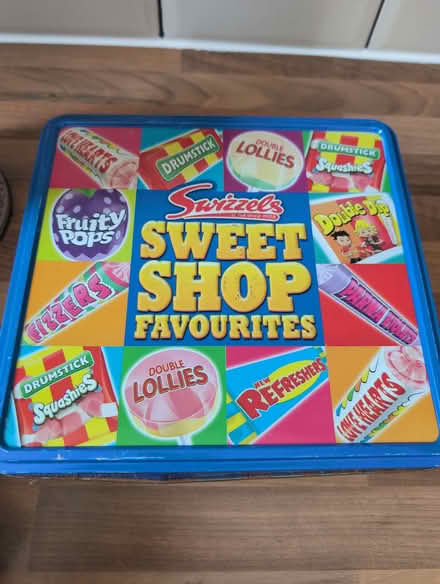 LOVE HEARTS
DRUMSTICK
DOUBLE
LOLLIES
DRUMSTICK
Squashies
Fruity
POPS
Swizzels
SWEET
SHOP
FAVOURITES
Double Dip
FIZZERS
PARMA VIOLETS
DRUMSTICK
Squashies
DOUBLE
LOLLIES
NEW
REFRESHERS
LOVE HEARTS